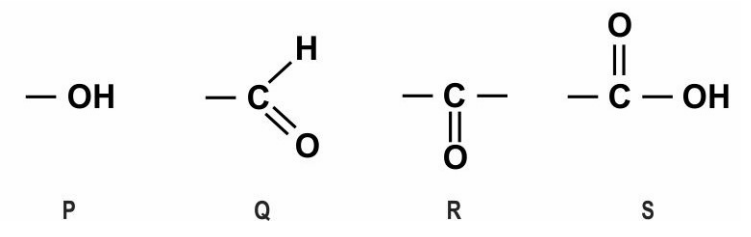 — OH
H
— C
O
— C —
O
O
— C — OH
P Q R S